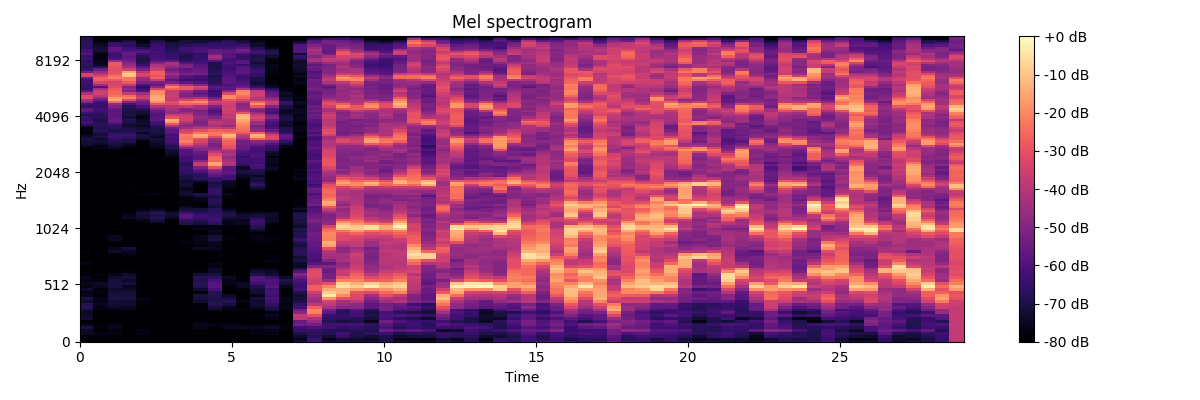 Mel spectrogram
Hz
8192
4096
2048
1024
512
0
0 5 10 15 20 25
Time
+0 dB
-10 dB
-20 dB
-30 dB
-40 dB
-50 dB
-60 dB
-70 dB
-80 dB